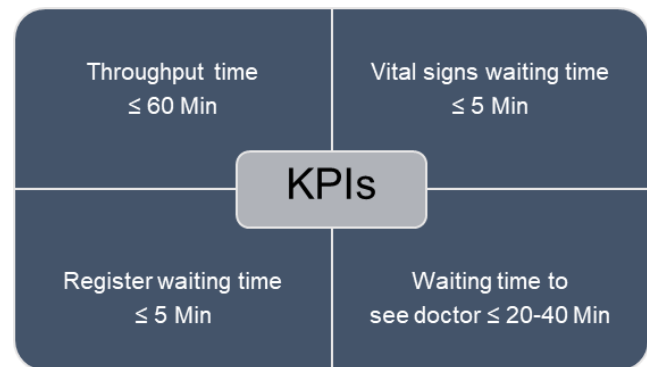 Throughput time
≤ 60 Min
Vital signs waiting time
≤ 5 Min
KPIs
Register waiting time
≤ 5 Min
Waiting time to
see doctor ≤ 20-40 Min